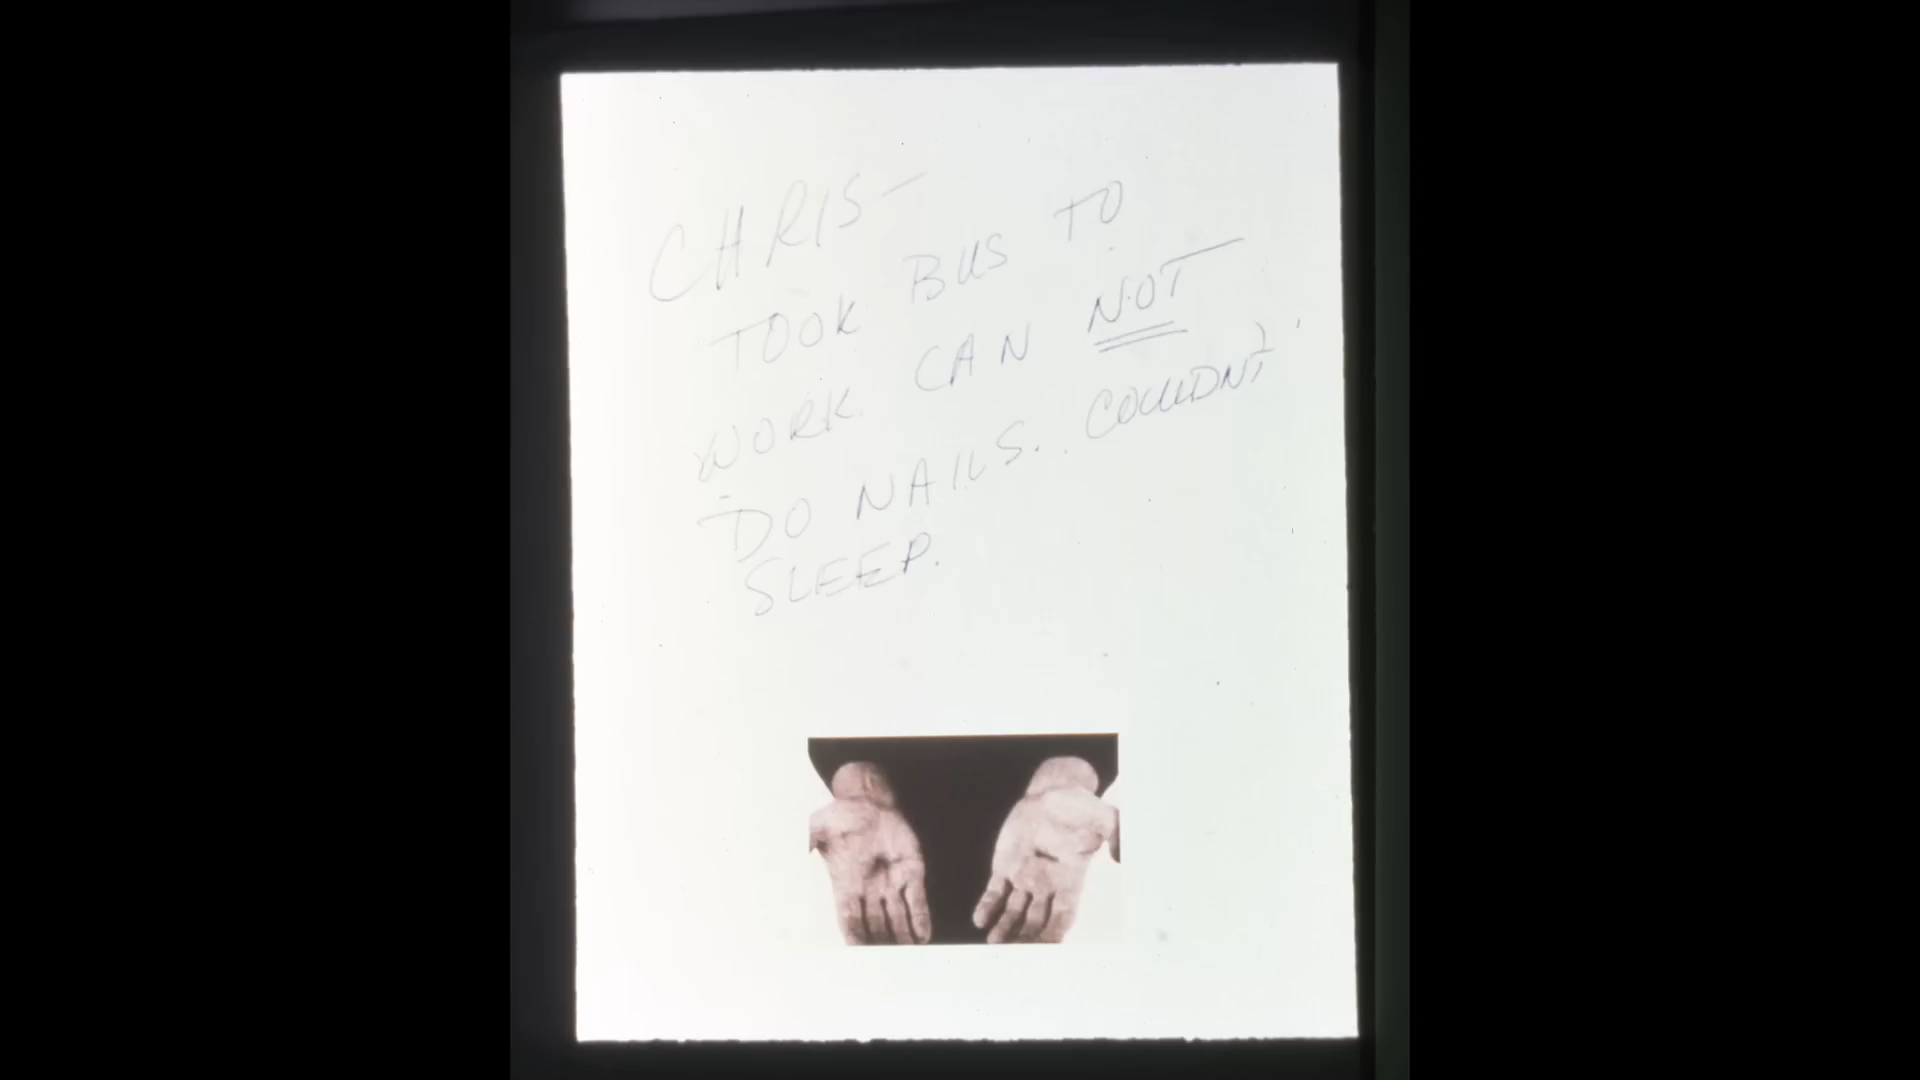 CHRIS—
TOOK BUS TO
WORK. CAN NOT
DO NAILS. COULDN'T
SLEEP.